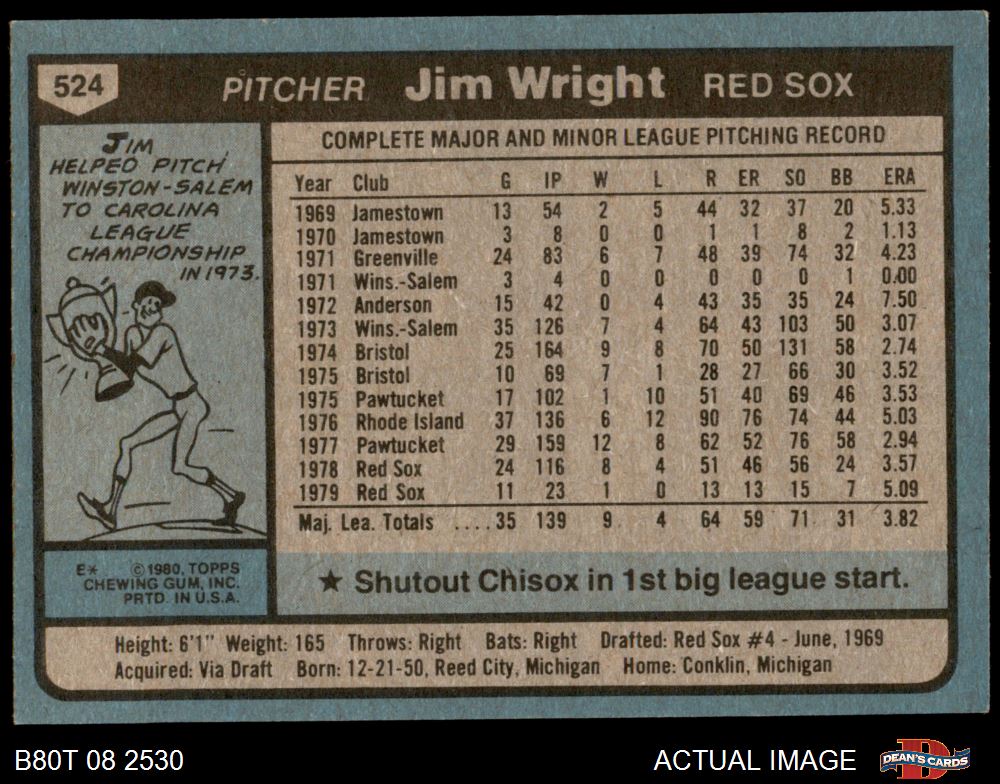 524 PITCHER Jim Wright RED SOX
JIM
HELPED PITCH
WINSTON-SALEM
TO CAROLINA
LEAGUE
CHAMPIONSHIP
IN 1973.
COMPLETE MAJOR AND MINOR LEAGUE PITCHING RECORD
Year Club G IP W L R ER SO BB ERA
1969 Jamestown 13 54 2 5 44 32 37 20 5.33
1970 Jamestown 3 8 0 0 1 1 8 2 1.13
1971 Greenville 24 83 6 7 48 39 74 32 4.23
1971 Wins.-Salem 3 4 0 0 0 0 0 1 0.00
1972 Anderson 15 42 0 4 43 35 35 24 7.50
1973 Wins.-Salem 35 126 7 4 64 43 103 50 3.07
1974 Bristol 25 164 9 8 70 50 131 58 2.74
1975 Bristol 10 69 7 1 28 27 66 30 3.52
1975 Pawtucket 17 102 1 10 51 40 69 46 3.53
1976 Rhode Island 37 136 6 12 90 76 74 44 5.03
1977 Pawtucket 29 159 12 8 62 52 76 58 2.94
1978 Red Sox 24 116 8 4 51 46 56 24 3.57
1979 Red Sox 11 23 1 0 13 13 15 7 5.09
Maj. Lea. Totals ....35 139 9 4 64 59 71 31 3.82
E* ©1980, TOPPS
CHEWING GUM, INC.
PRTD. IN U.S.A.
★ Shutout Chisox in 1st big league start.
Height: 6'1" Weight: 165 Throws: Right Bats: Right Drafted: Red Sox #4 - June, 1969
Acquired: Via Draft Born: 12-21-50, Reed City, Michigan Home: Conklin, Michigan
B80T 08 2530 ACTUAL IMAGE D DEAN'S CARDS